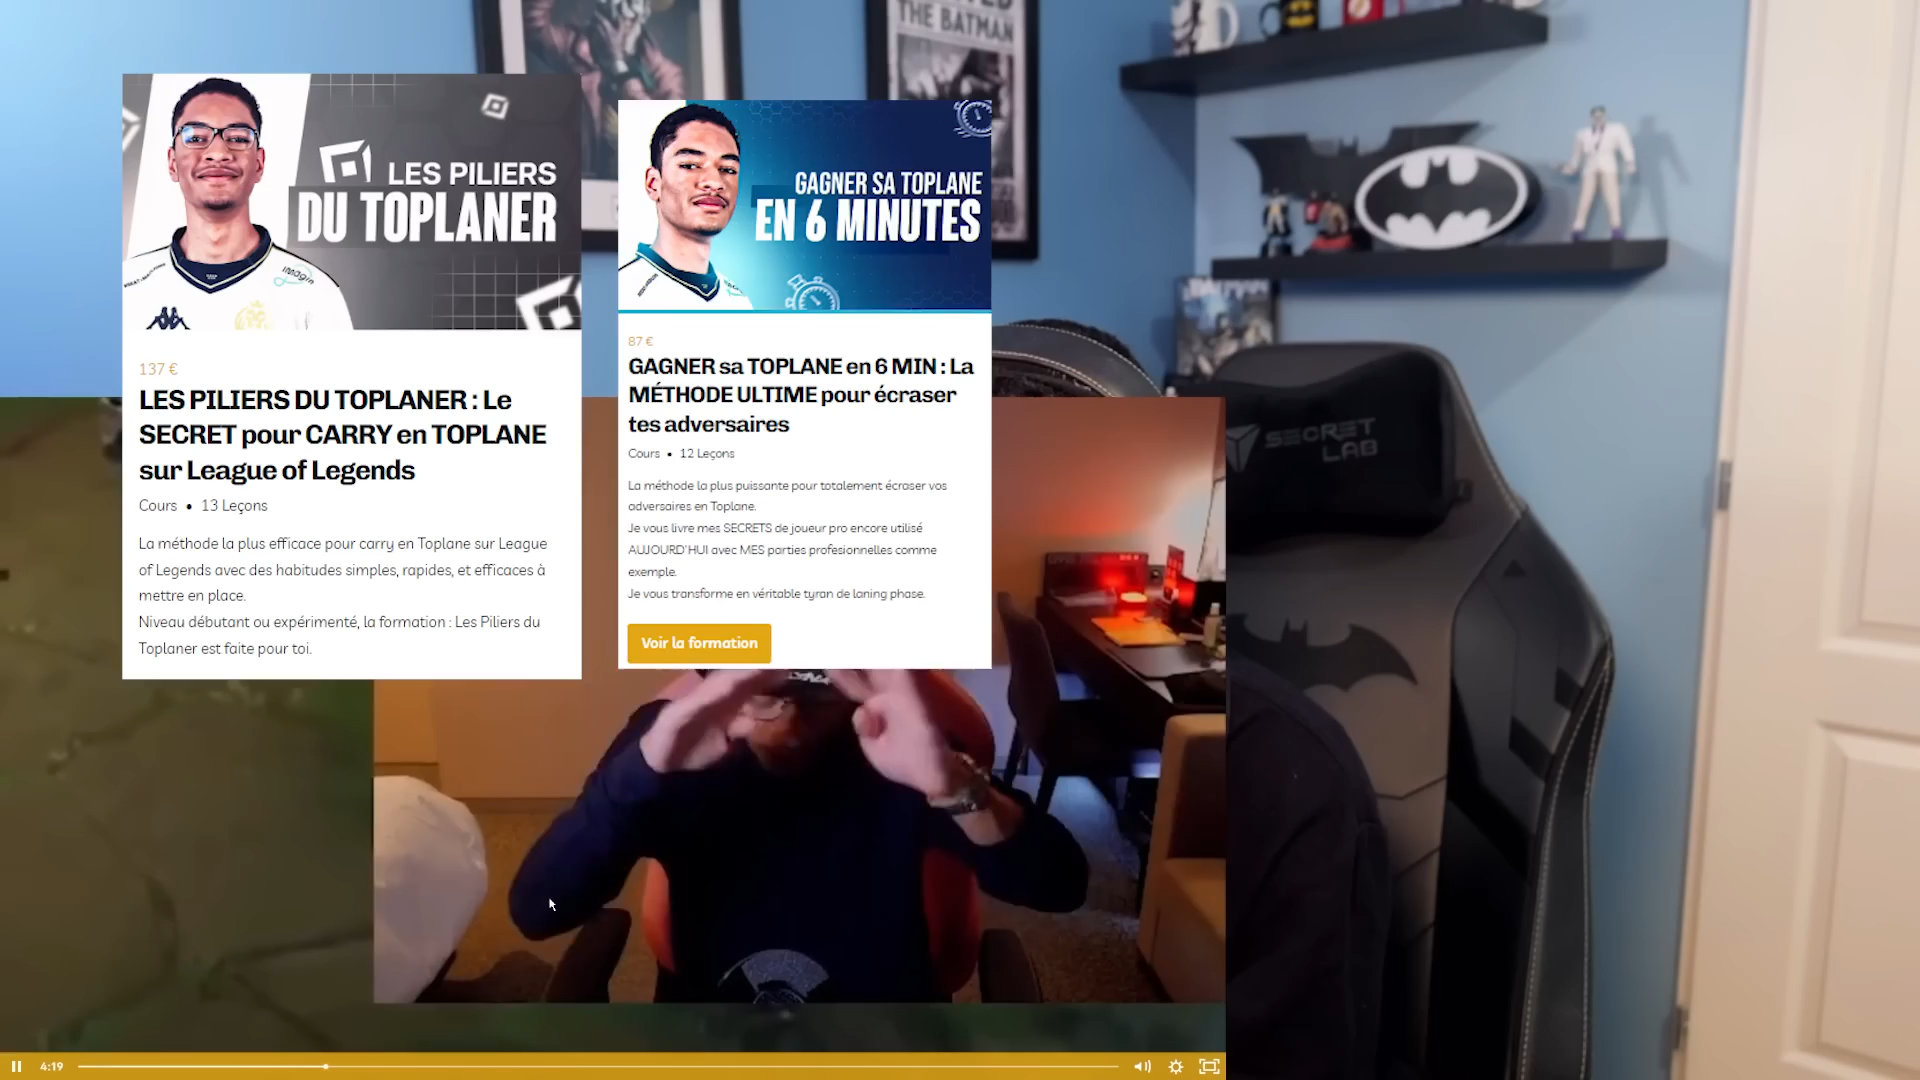 THE BATMAN
LES PILIERS
DU TOPLANER
IMagin
137 €
LES PILIERS DU TOPLANER : Le
SECRET pour CARRY en TOPLANE
sur League of Legends
Cours • 13 Leçons
La méthode la plus efficace pour carry en Toplane sur League
of Legends avec des habitudes simples, rapides, et efficaces à
mettre en place.
Niveau débutant ou expérimenté, la formation : Les Piliers du
Toplaner est faite pour toi.
GAGNER SA TOPLANE
EN 6 MINUTES
87 €
GAGNER sa TOPLANE en 6 MIN : La
MÉTHODE ULTIME pour écraser
tes adversaires
Cours • 12 Leçons
La méthode la plus puissante pour totalement écraser vos
adversaires en Toplane.
Je vous livre mes SECRETS de joueur pro encore utilisé
AUJOURD'HUI avec MES parties profesionnelles comme
exemple.
Je vous transforme en véritable tyran de laning phase.
Voir la formation
SECRET
LAB
4:19